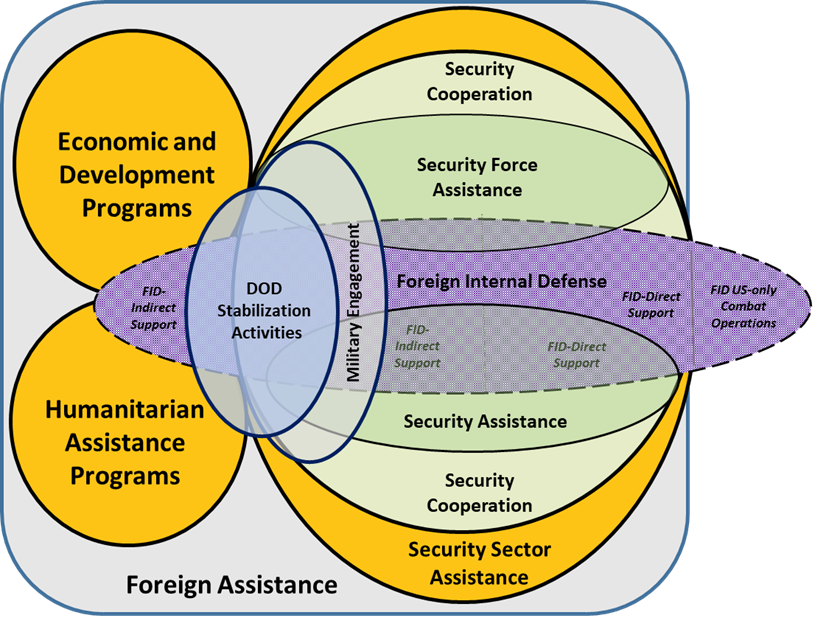 Security
Cooperation
Economic and
Development
Programs
Security Force
Assistance
Military Engagement
Foreign Internal Defense
DOD
Stabilization
Activities
FID-
Indirect
Support
FID-Direct
Support
FID US-only
Combat
Operations
FID-
Indirect
Support
FID-Direct
Support
Humanitarian
Assistance
Programs
Security Assistance
Security
Cooperation
Security Sector
Assistance
Foreign Assistance